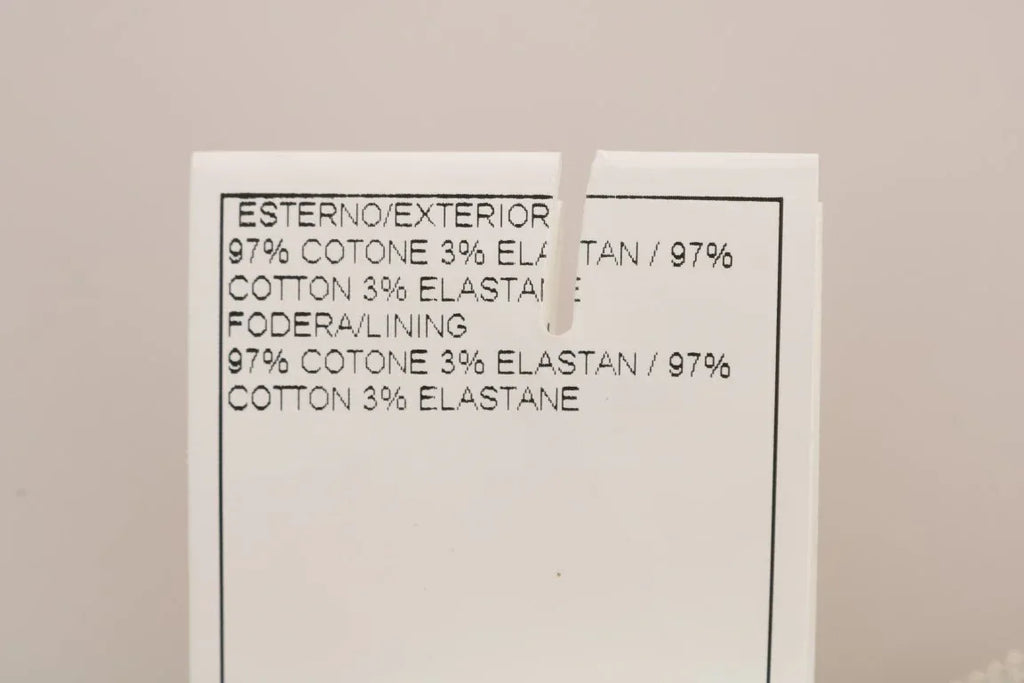 ESTERNO/EXTERIOR
97% COTONE 3% ELASTAN / 97%
COTTON 3% ELASTANE
FODERA/LINING
97% COTONE 3% ELASTAN / 97%
COTTON 3% ELASTANE